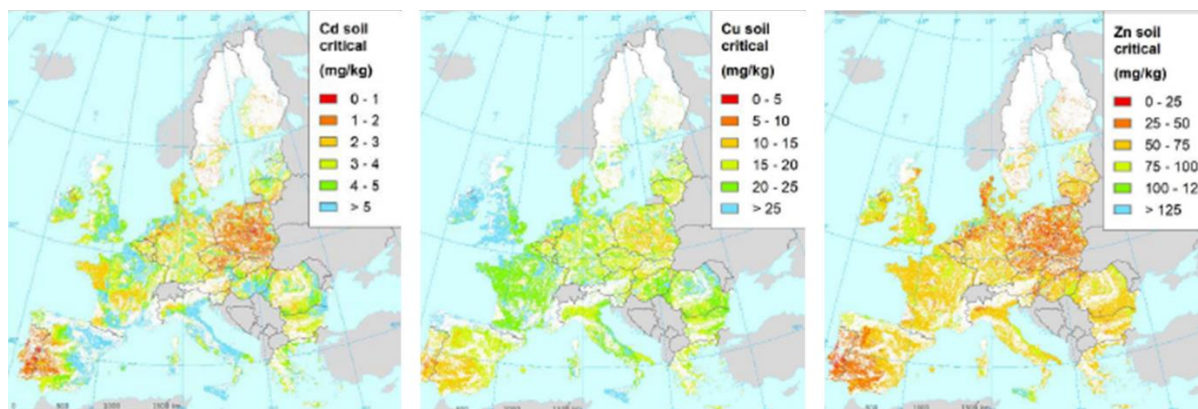 Cd soil
critical
(mg/kg)
0 - 1
1 - 2
2 - 3
3 - 4
4 - 5
> 5
Cu soil
critical
(mg/kg)
0 - 5
5 - 10
10 - 15
15 - 20
20 - 25
> 25
Zn soil
critical
(mg/kg)
0 - 25
25 - 50
50 - 75
75 - 100
100 - 12
> 125